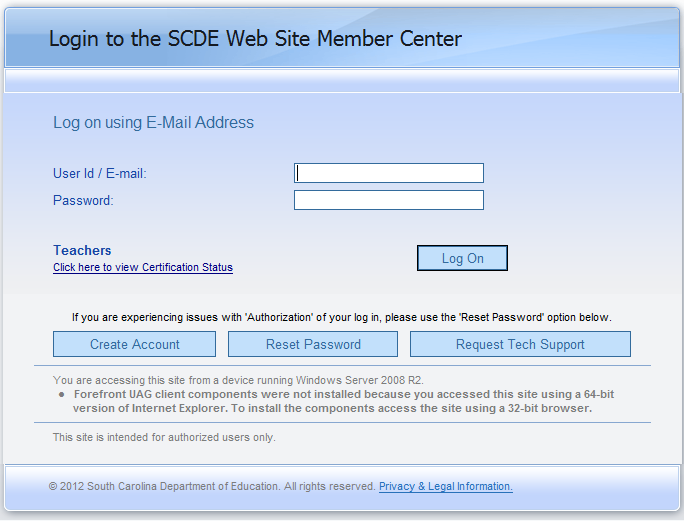 Login to the SCDE Web Site Member Center
Log on using E-Mail Address
User Id / E-mail:
Password:
Teachers
Click here to view Certification Status
Log On
If you are experiencing issues with 'Authorization' of your log in, please use the 'Reset Password' option below.
Create Account
Reset Password
Request Tech Support
You are accessing this site from a device running Windows Server 2008 R2.
• Forefront UAG client components were not installed because you accessed this site using a 64-bit
version of Internet Explorer. To install the components access the site using a 32-bit browser.
This site is intended for authorized users only.
© 2012 South Carolina Department of Education. All rights reserved. Privacy & Legal Information.